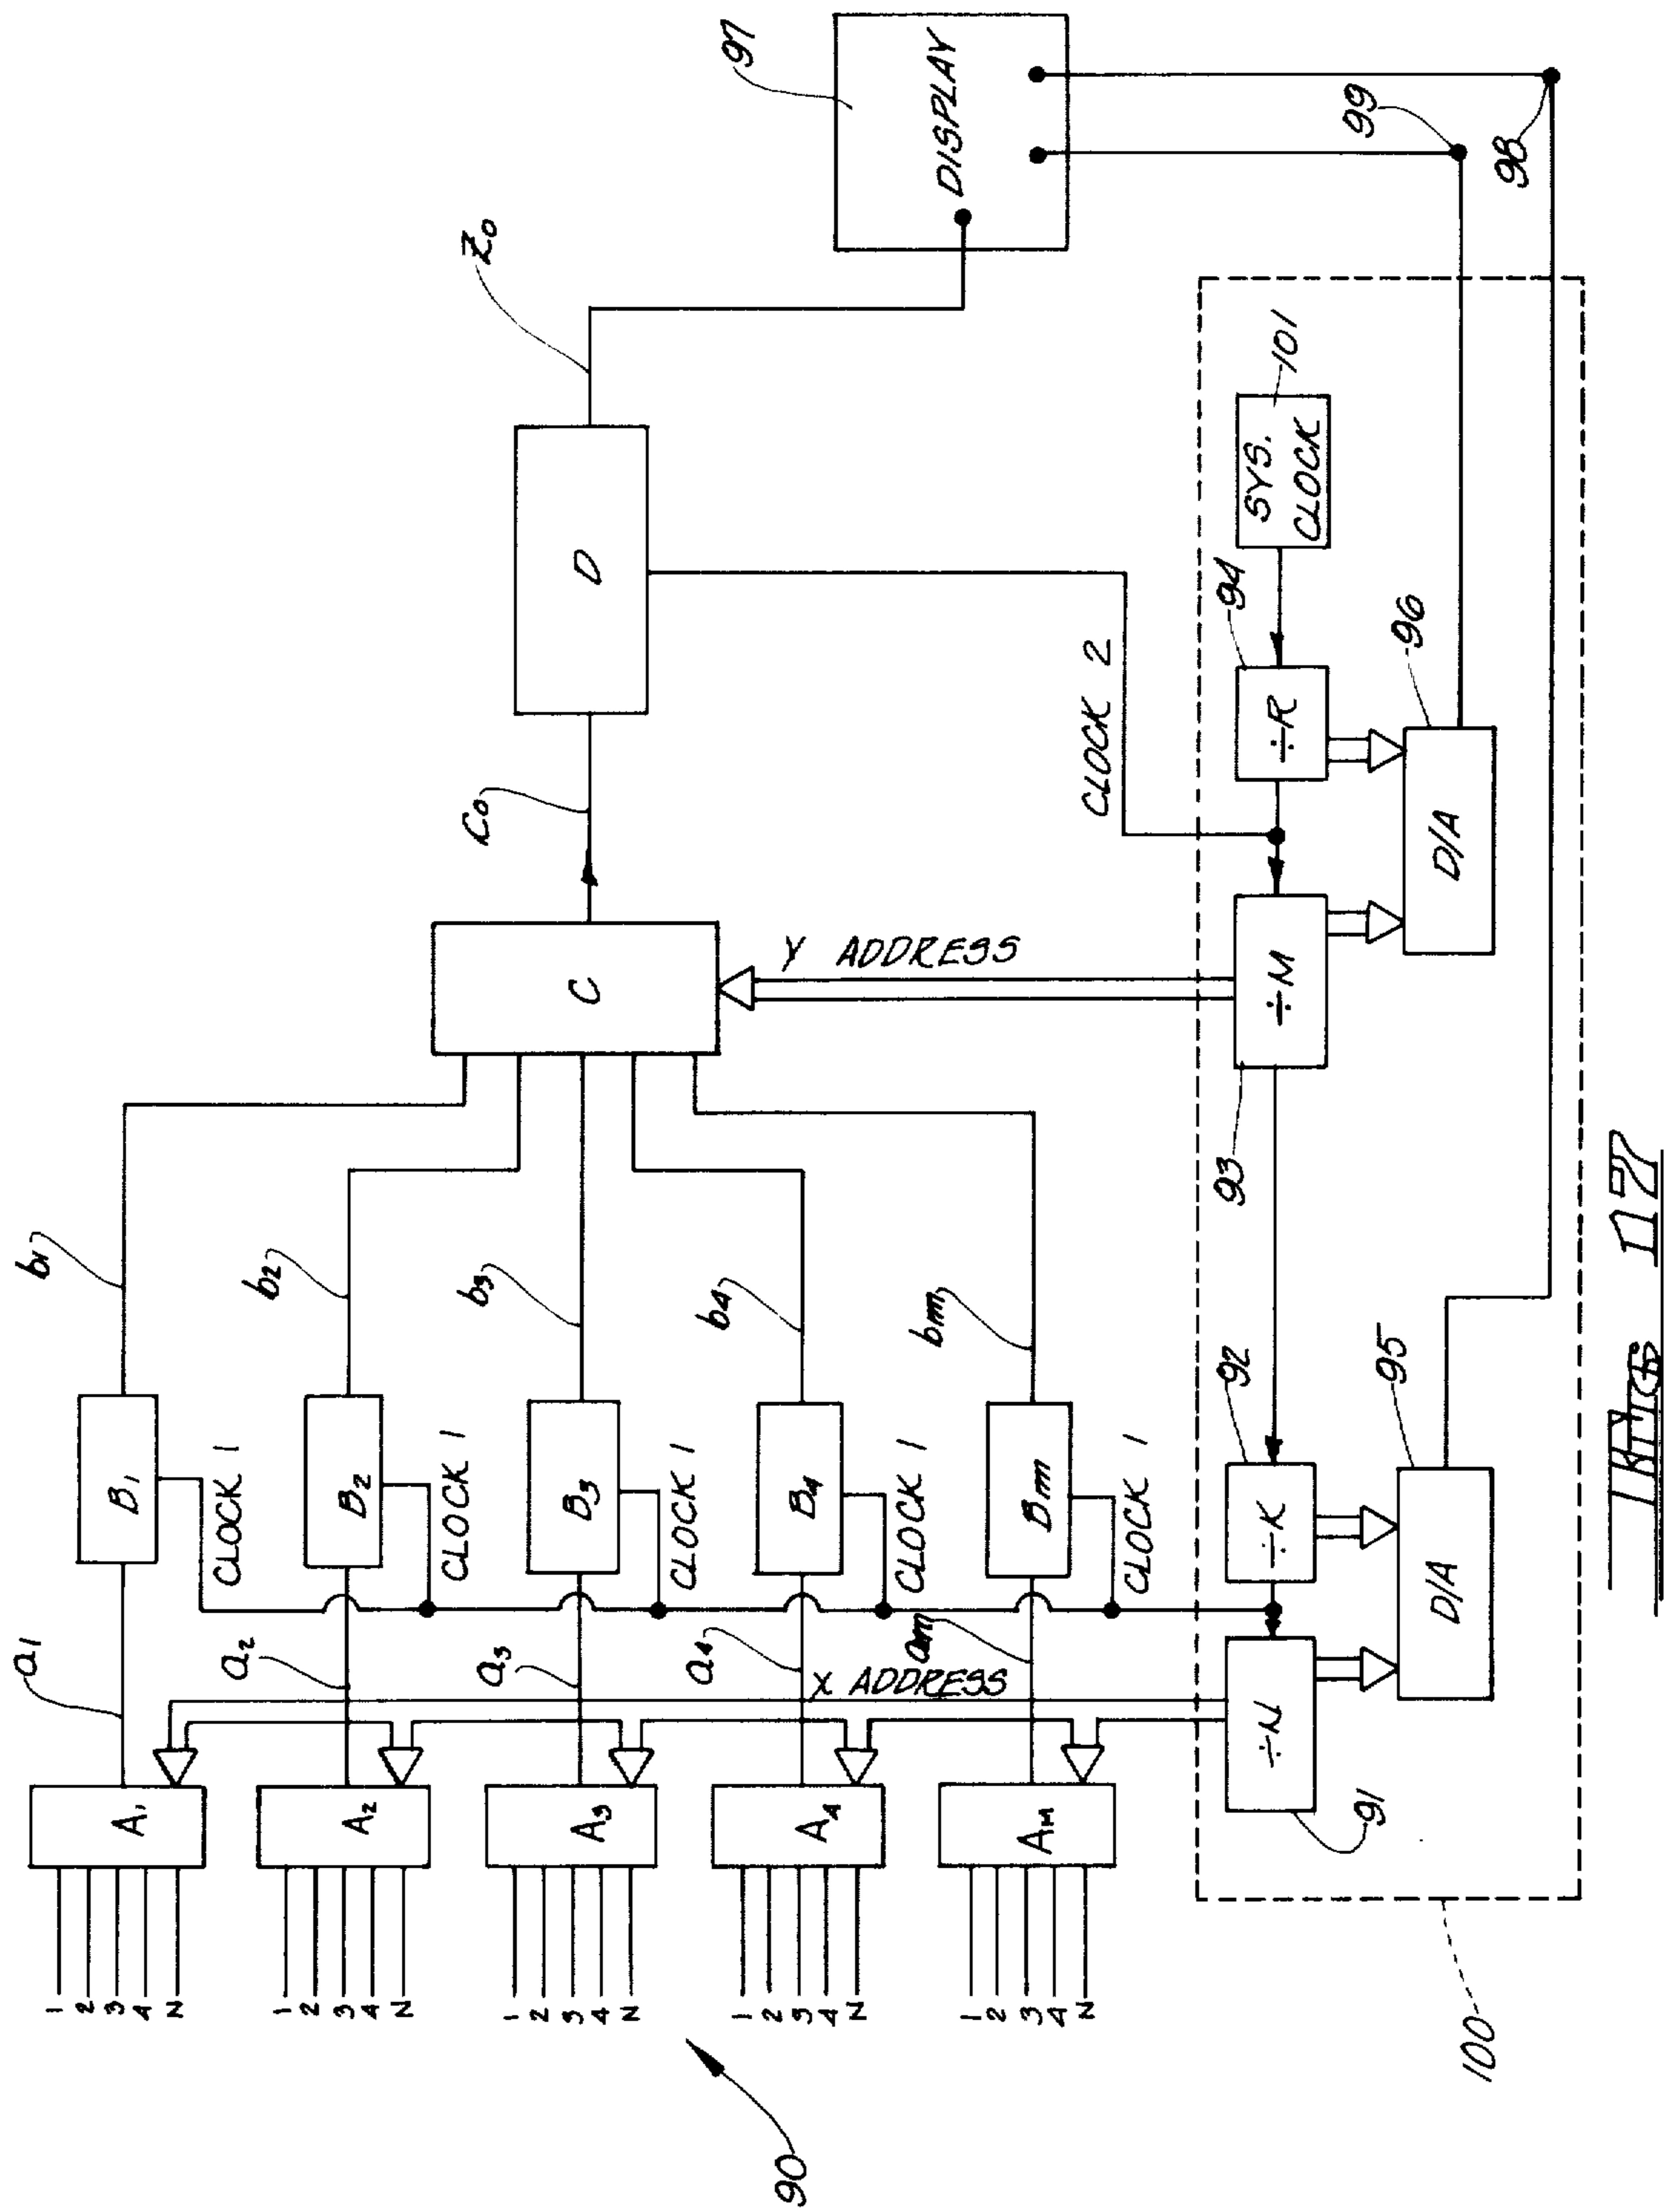 90
1
2
3
4
N
A1
a1
B1
CLOCK 1
b1
1
2
3
4
N
A2
a2
B2
CLOCK 1
b2
1
2
3
4
N
A3
a3
B3
CLOCK 1
b3
1
2
3
4
N
A4
a4
B4
CLOCK 1
b4
1
2
3
4
N
AM
am
Bm
CLOCK 1
bm
X ADDRESS
C
Y ADDRESS
Co
D
CLOCK 2
Zo
DISPLAY
97
÷N
91
÷K
92
÷M
93
÷R
94
SYS.
CLOCK
101
D/A
95
D/A
96
99
98
100
FIG 17